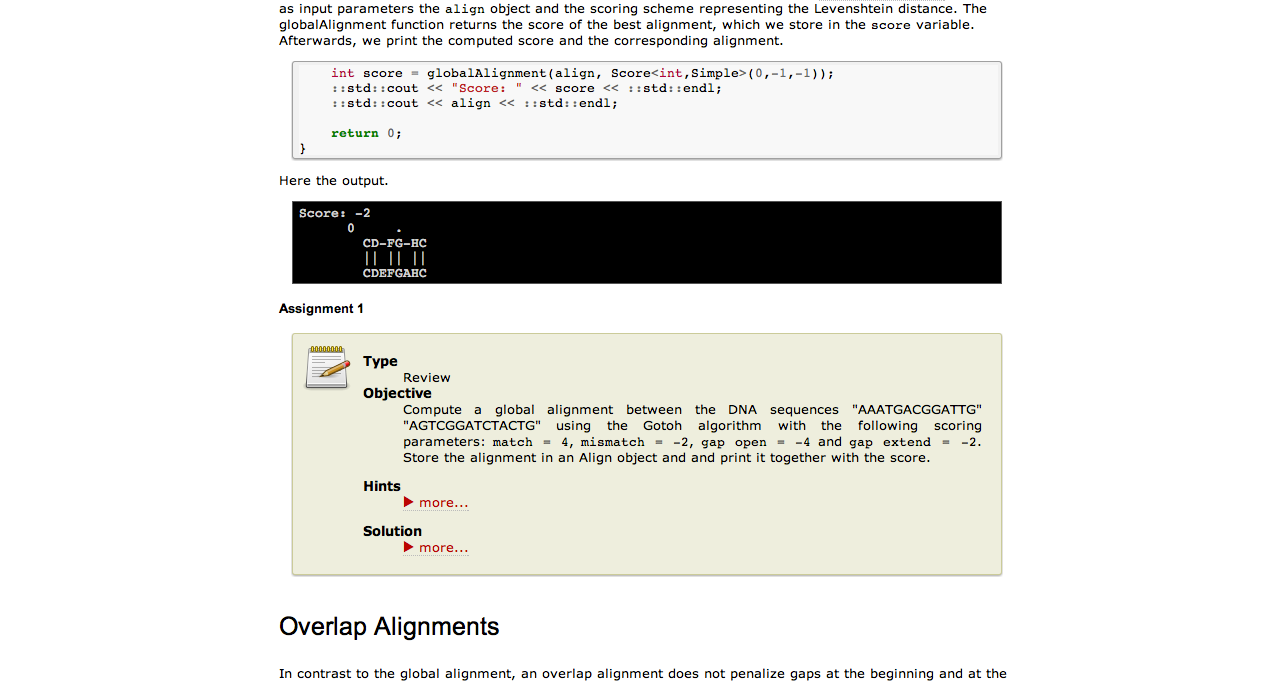 as input parameters the align object and the scoring scheme representing the Levenshtein distance. The
globalAlignment function returns the score of the best alignment, which we store in the score variable.
Afterwards, we print the computed score and the corresponding alignment.
int score = globalAlignment(align, Score<int,Simple>(0,-1,-1));
::std::cout << "Score: " << score << ::std::endl;
::std::cout << align << ::std::endl;
return 0;
}
Here the output.
Score: -2
0     .
CD-FG-HC
|| || ||
CDEFGAHC
Assignment 1
Type
Review
Objective
Compute a global alignment between the DNA sequences "AAATGACGGATTG"
"AGTCGGATCTACTG" using the Gotoh algorithm with the following scoring
parameters: match = 4, mismatch = -2, gap open = -4 and gap extend = -2.
Store the alignment in an Align object and and print it together with the score.
Hints
more...
Solution
more...
Overlap Alignments
In contrast to the global alignment, an overlap alignment does not penalize gaps at the beginning and at the